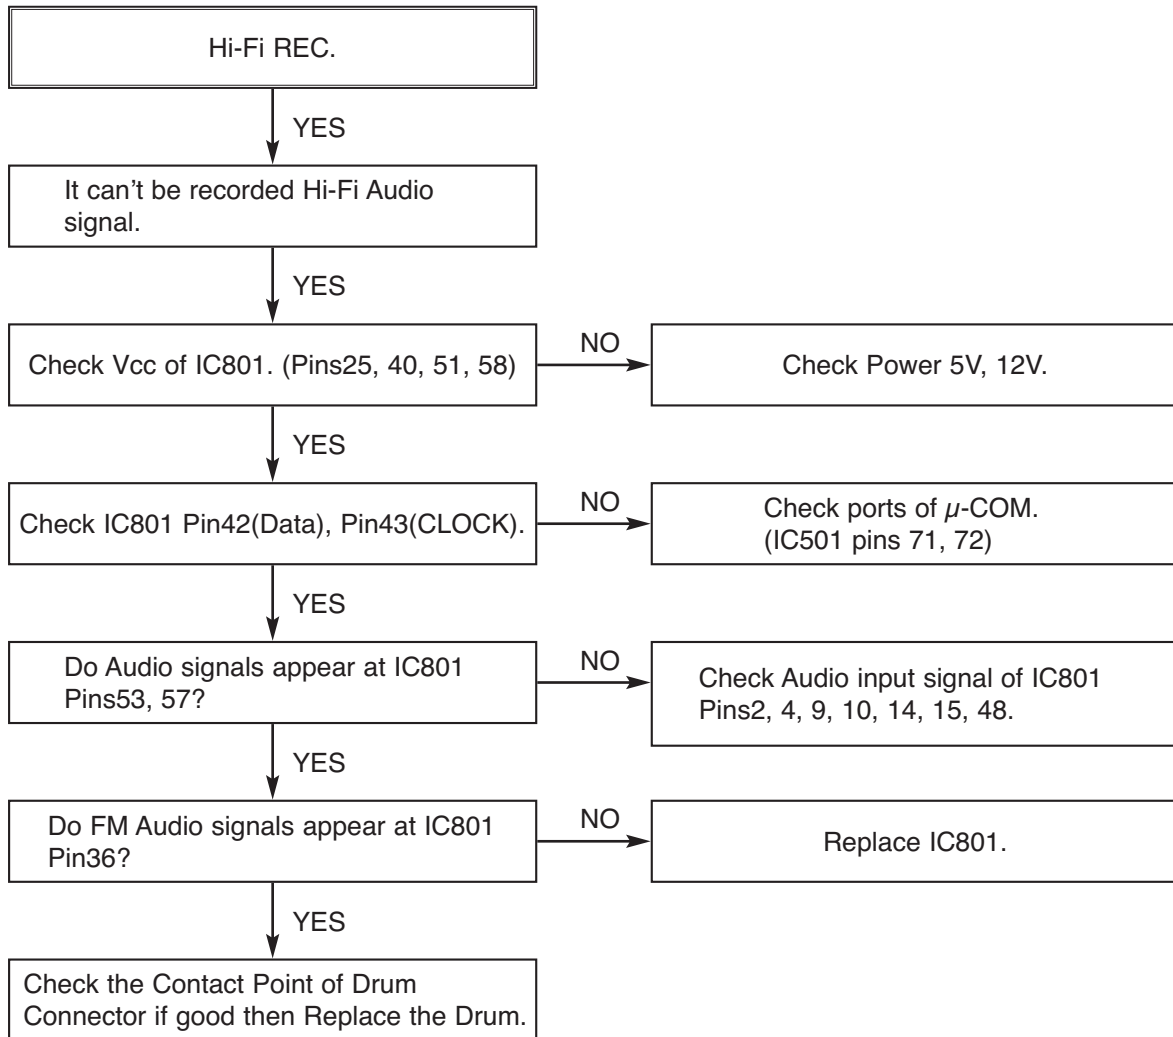 Hi-Fi REC.
YES
It can't be recorded Hi-Fi Audio
signal.
YES
Check Vcc of IC801. (Pins25, 40, 51, 58)
NO
Check Power 5V, 12V.
YES
Check IC801 Pin42(Data), Pin43(CLOCK).
NO
Check ports of µ-COM.
(IC501 pins 71, 72)
YES
Do Audio signals appear at IC801
Pins53, 57?
NO
Check Audio input signal of IC801
Pins2, 4, 9, 10, 14, 15, 48.
YES
Do FM Audio signals appear at IC801
Pin36?
NO
Replace IC801.
YES
Check the Contact Point of Drum
Connector if good then Replace the Drum.